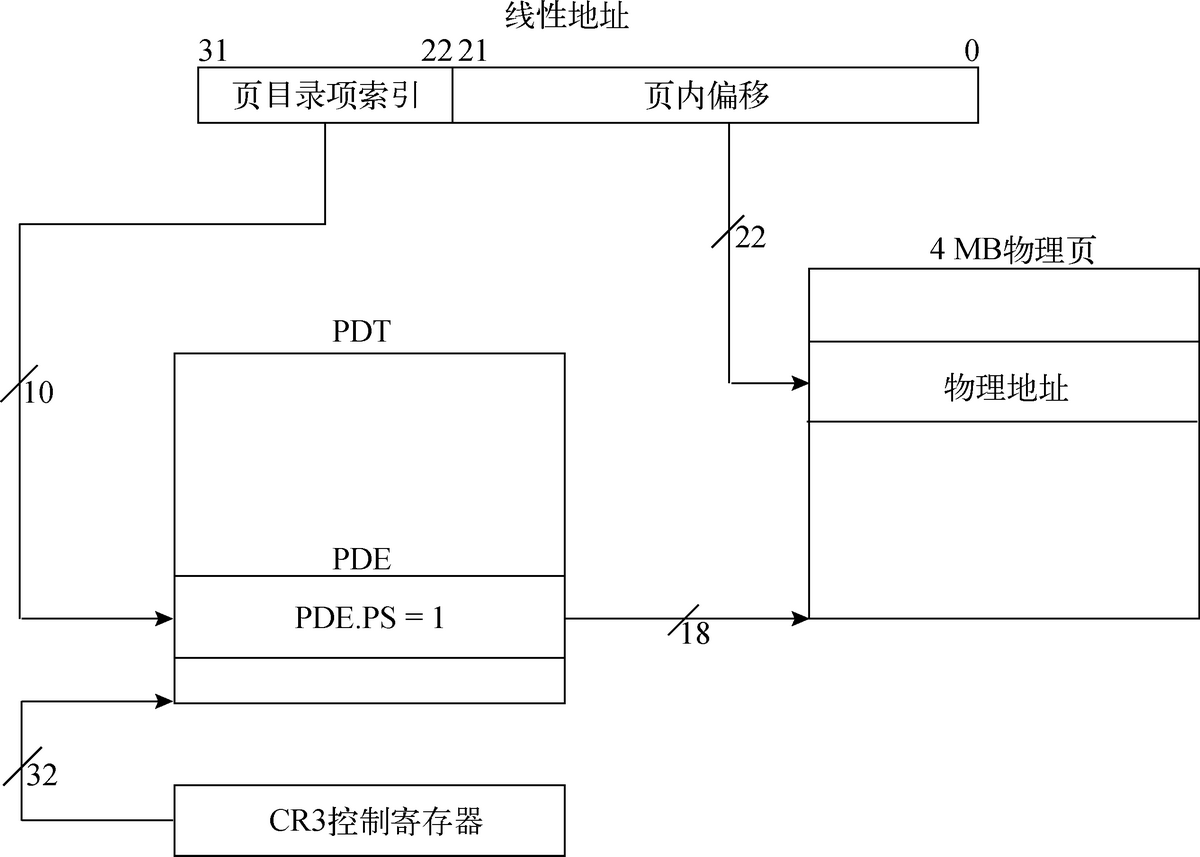 线性地址
31
22 21
0
页目录项索引
页内偏移
22
4 MB物理页
PDT
10
物理地址
PDE
PDE.PS = 1
18
32
CR3控制寄存器